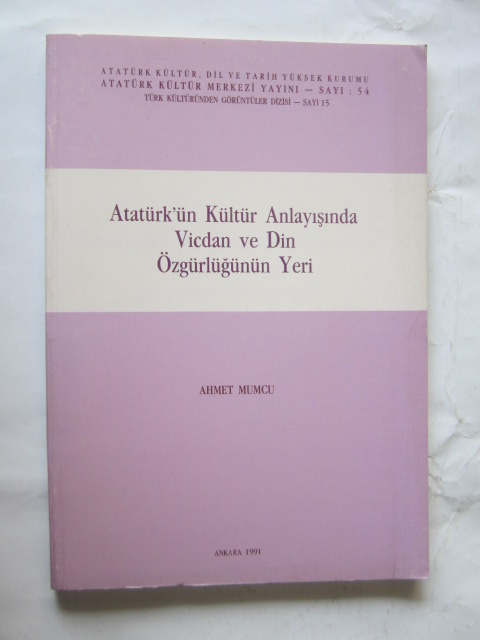 ATATÜRK KÜLTÜR, DİL VE TARİH YÜKSEK KURUMU
ATATÜRK KÜLTÜR MERKEZİ YAYINI — SAYI : 54
TÜRK KÜLTÜRÜNDEN GÖRÜNTÜLER DİZİSİ — SAYI 15
Atatürk'ün Kültür Anlayışında
Vicdan ve Din
Özgürlüğünün Yeri
AHMET MUMCU
ANKARA 1991